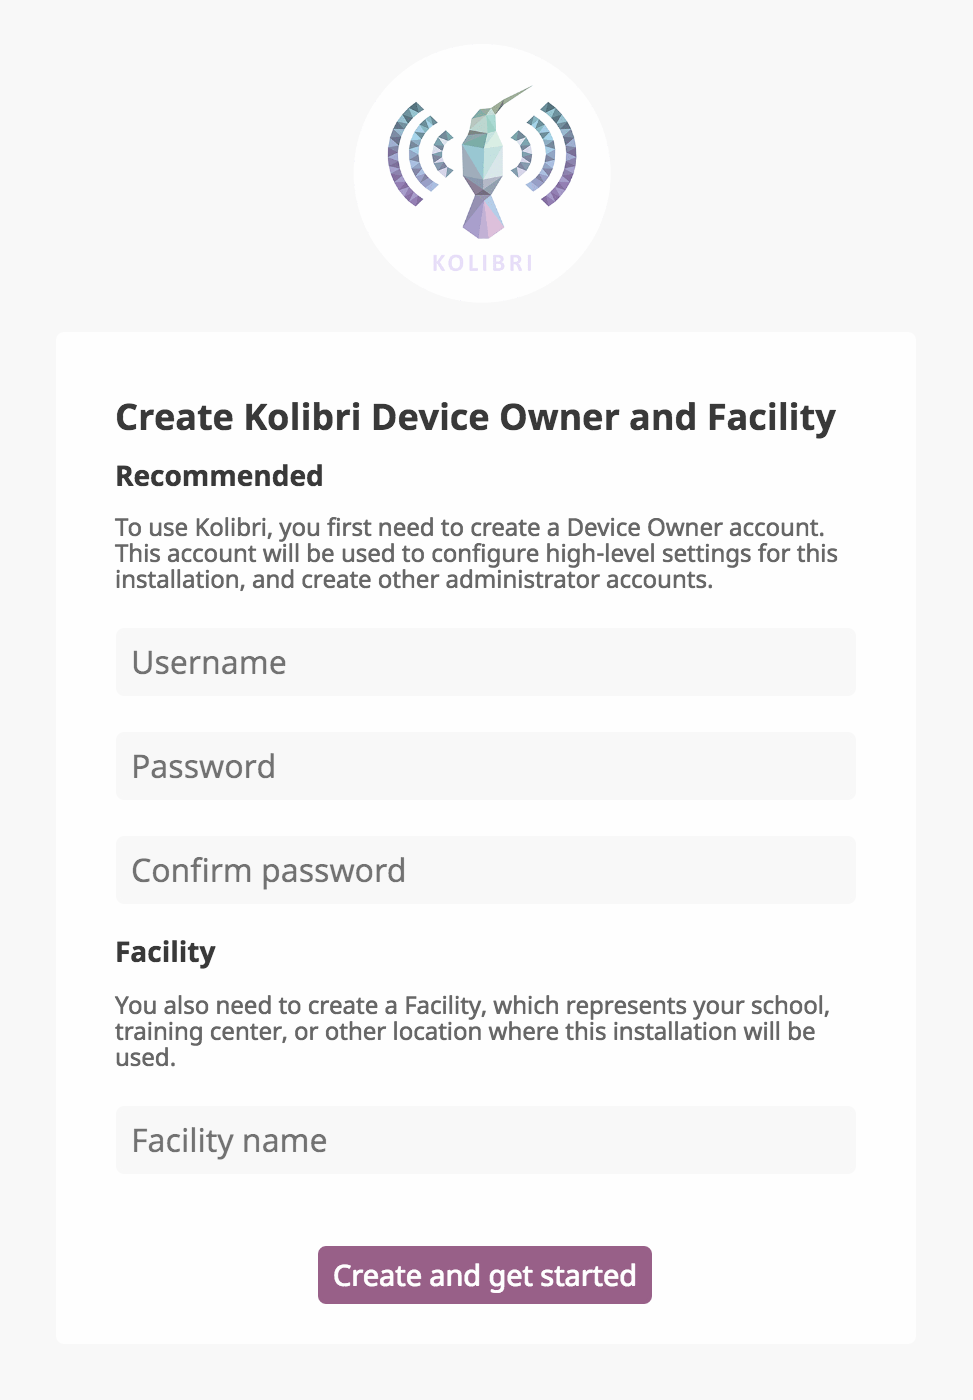 KOLIBRI
Create Kolibri Device Owner and Facility
Recommended
To use Kolibri, you first need to create a Device Owner account.
This account will be used to configure high-level settings for this
installation, and create other administrator accounts.
Username
Password
Confirm password
Facility
You also need to create a Facility, which represents your school,
training center, or other location where this installation will be
used.
Facility name
Create and get started